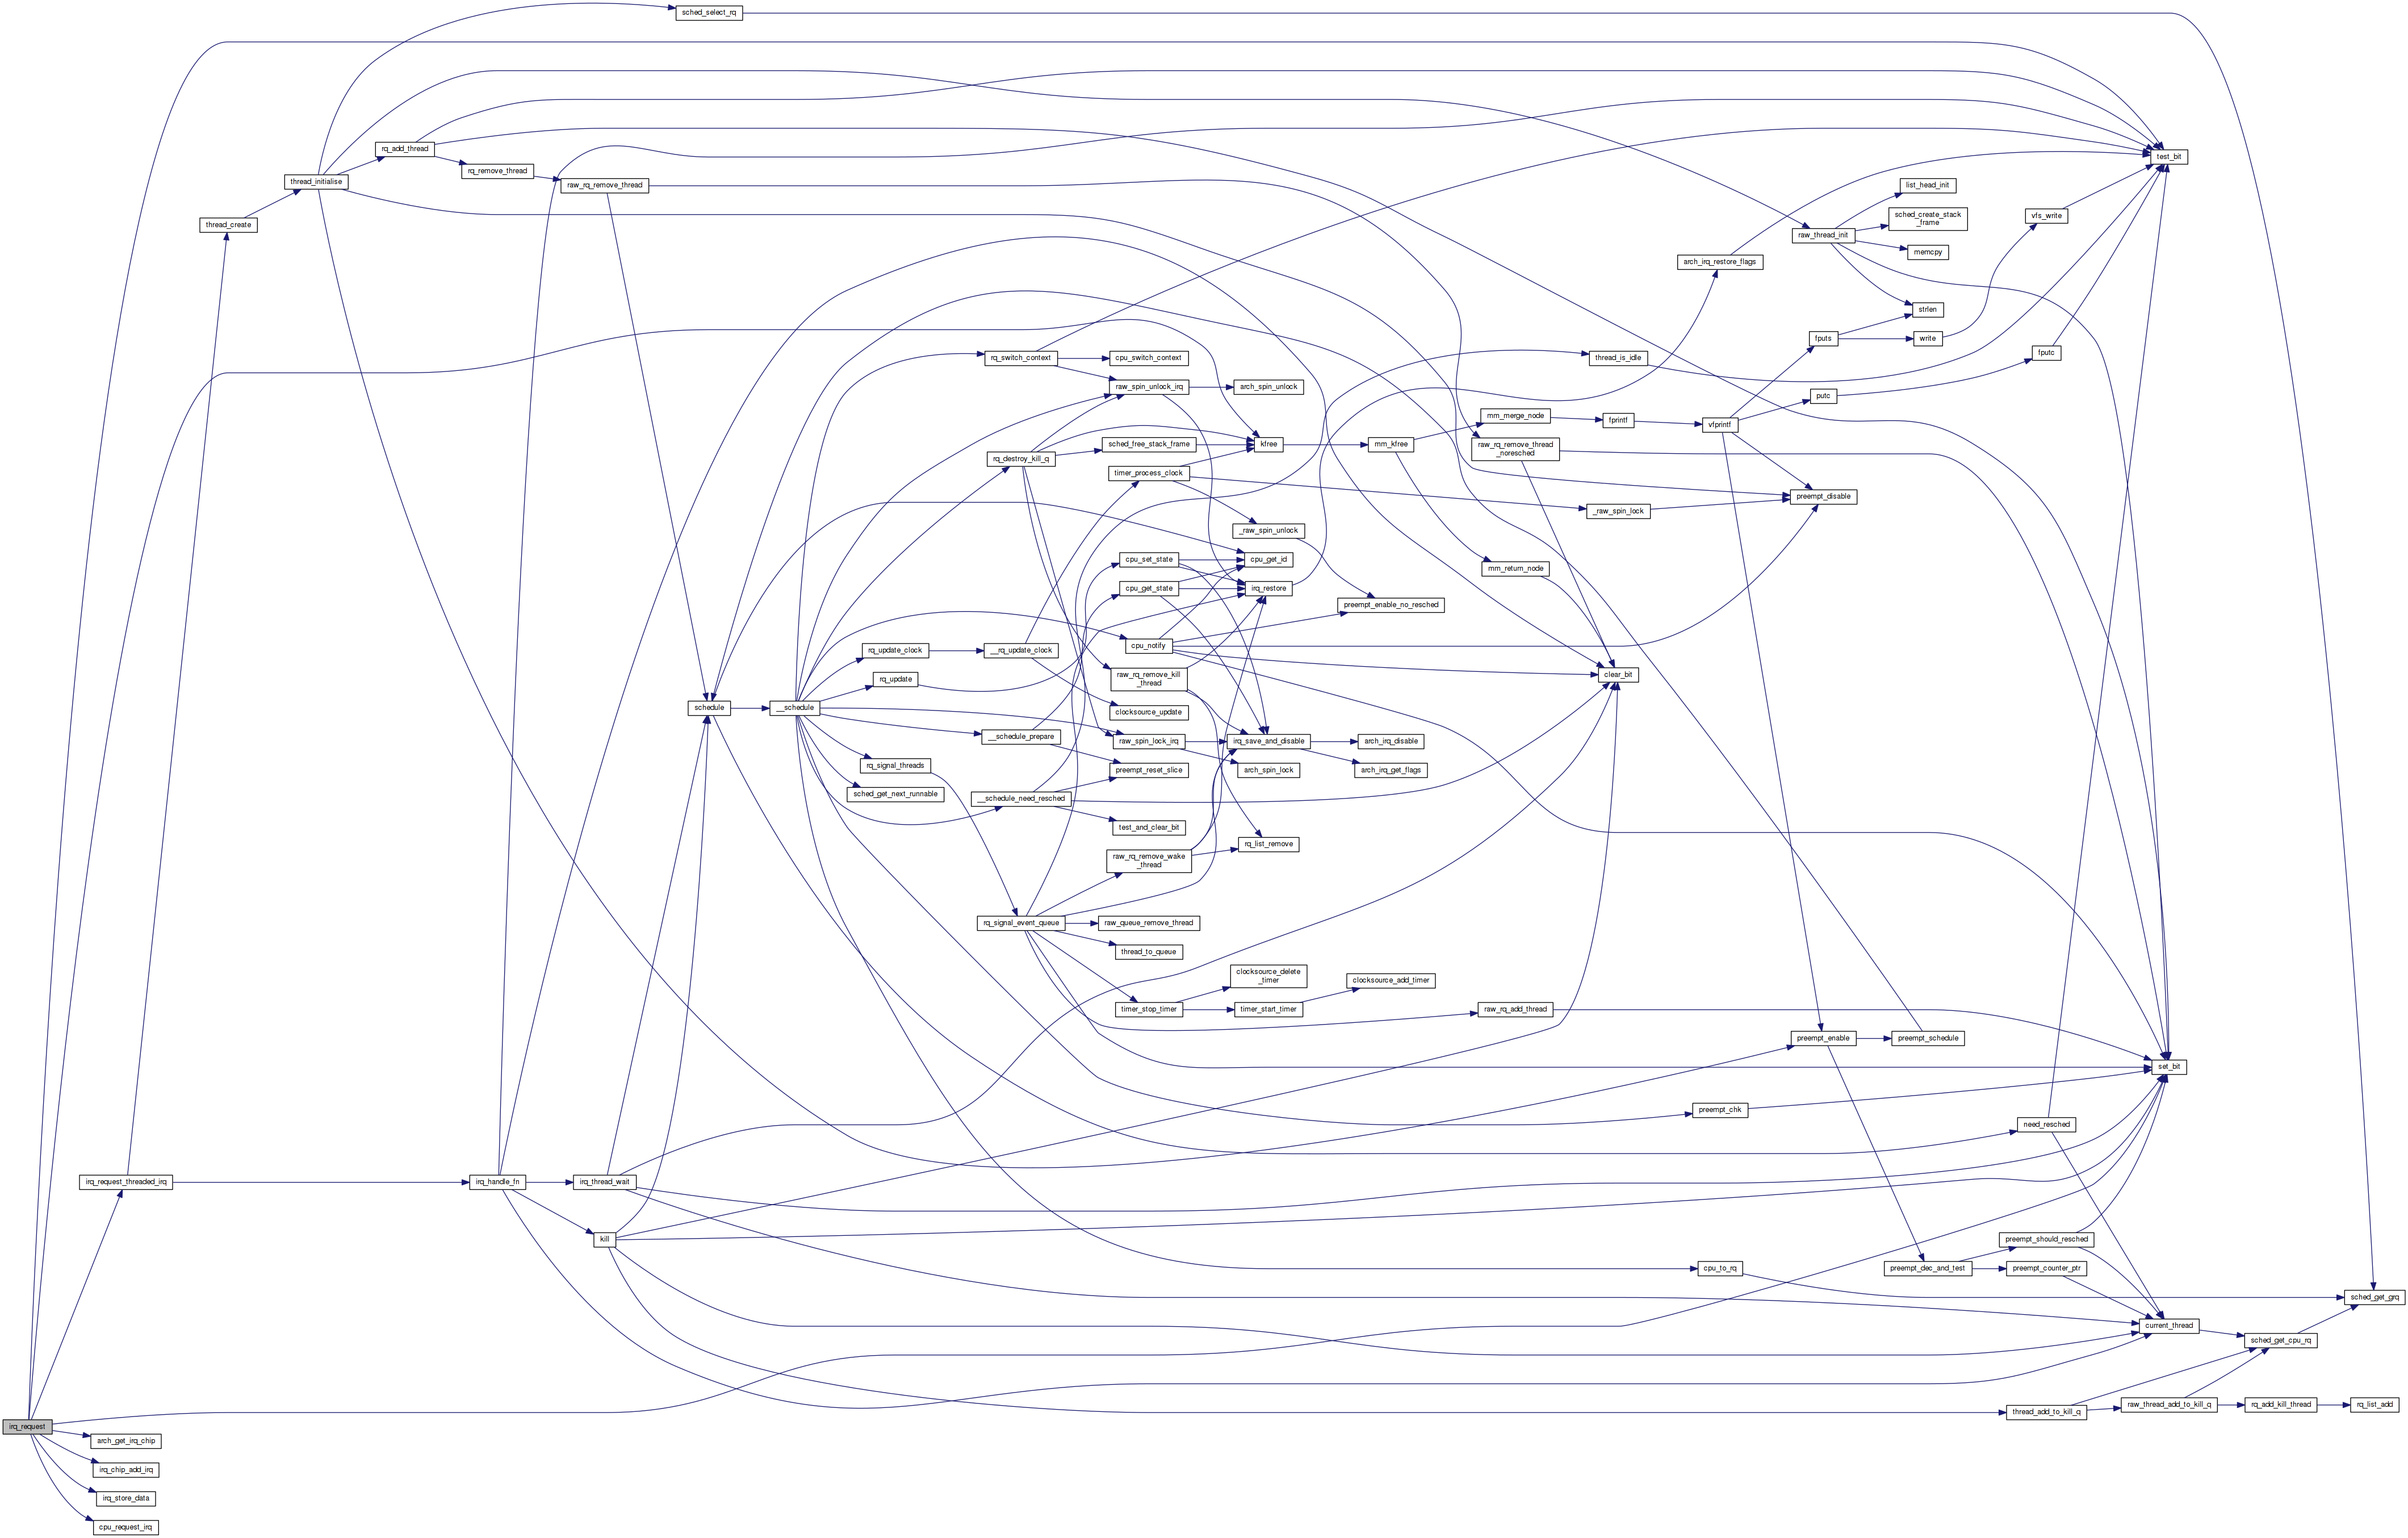 sched_select_rq
rq_add_thread
test_bit
rq_remove_thread
thread_initialise
raw_rq_remove_thread
list_head_init
sched_create_stack
_frame
vfs_write
thread_create
raw_thread_init
memcpy
arch_irq_restore_flags
strlen
fputs
write
fputc
rq_switch_context
cpu_switch_context
thread_is_idle
raw_spin_unlock_irq
arch_spin_unlock
putc
mm_merge_node
fprintf
vfprintf
sched_free_stack_frame
kfree
mm_kfree
raw_rq_remove_thread
_noresched
rq_destroy_kill_q
timer_process_clock
preempt_disable
_raw_spin_lock
_raw_spin_unlock
cpu_set_state
cpu_get_id
mm_return_node
cpu_get_state
irq_restore
preempt_enable_no_resched
cpu_notify
rq_update_clock
__rq_update_clock
raw_rq_remove_kill
_thread
clear_bit
rq_update
schedule
__schedule
clocksource_update
__schedule_prepare
raw_spin_lock_irq
irq_save_and_disable
arch_irq_disable
rq_signal_threads
preempt_reset_slice
arch_spin_lock
arch_irq_get_flags
sched_get_next_runnable
__schedule_need_resched
test_and_clear_bit
rq_list_remove
raw_rq_remove_wake
_thread
rq_signal_event_queue
raw_queue_remove_thread
thread_to_queue
clocksource_delete
_timer
clocksource_add_timer
timer_stop_timer
timer_start_timer
raw_rq_add_thread
preempt_enable
preempt_schedule
set_bit
preempt_chk
need_resched
irq_request_threaded_irq
irq_handle_fn
irq_thread_wait
kill
preempt_should_resched
cpu_to_rq
preempt_dec_and_test
preempt_counter_ptr
sched_get_grq
current_thread
sched_get_cpu_rq
thread_add_to_kill_q
raw_thread_add_to_kill_q
rq_add_kill_thread
rq_list_add
irq_request
arch_get_irq_chip
irq_chip_add_irq
irq_store_data
cpu_request_irq